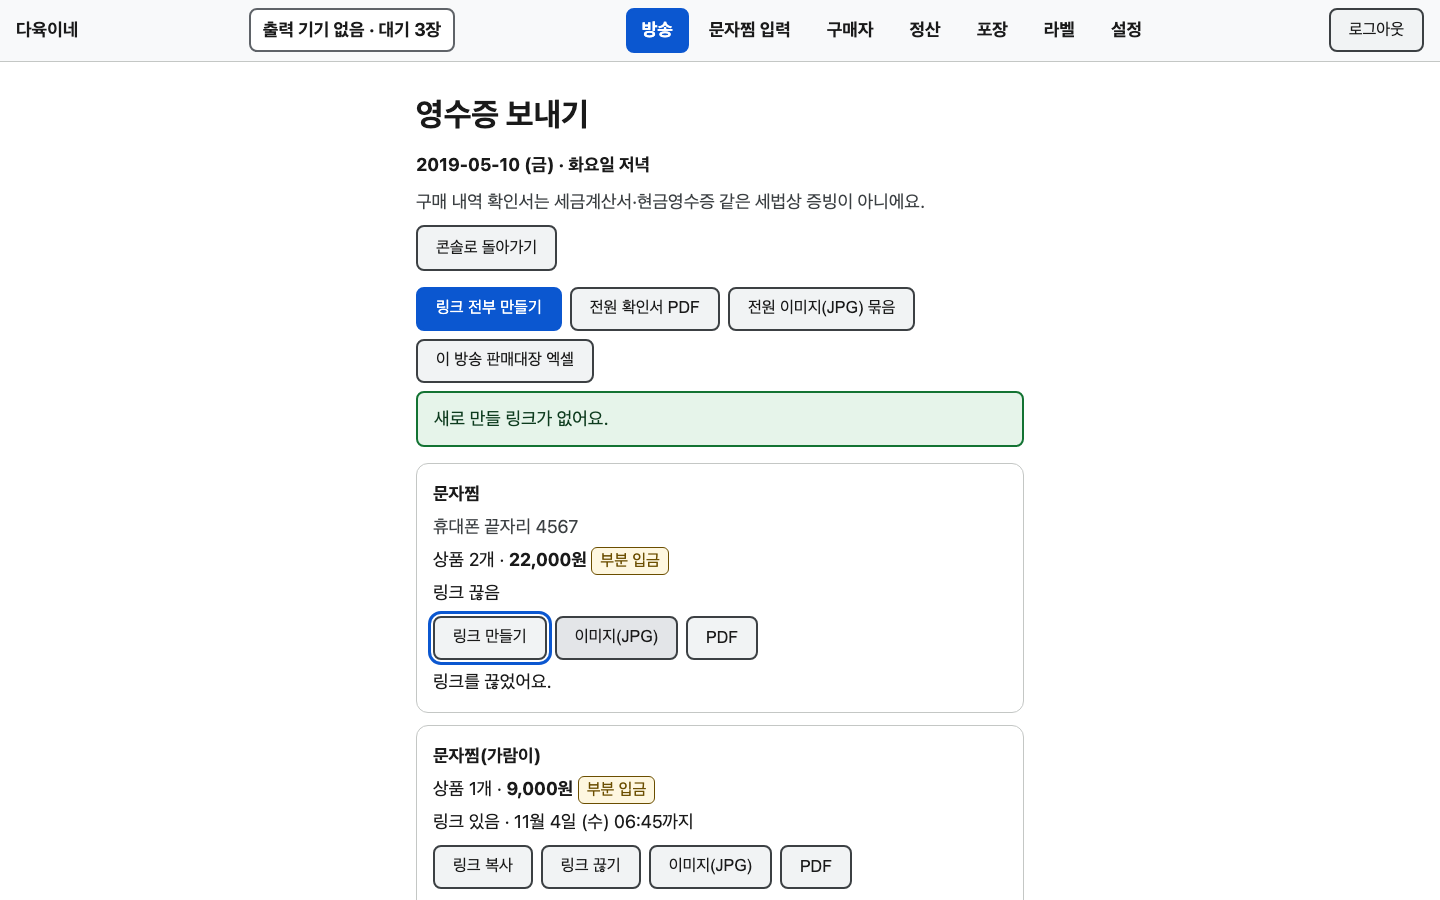 다육이네
출력 기기 없음 · 대기 3장
방송
문자찜 입력
구매자
정산
포장
라벨
설정
로그아웃
영수증 보내기
2019-05-10 (금) · 화요일 저녁
구매 내역 확인서는 세금계산서·현금영수증 같은 세법상 증빙이 아니에요.
콘솔로 돌아가기
링크 전부 만들기
전원 확인서 PDF
전원 이미지(JPG) 묶음
이 방송 판매대장 엑셀
새로 만들 링크가 없어요.
문자찜
휴대폰 끝자리 4567
상품 2개 · 22,000원 부분 입금
링크 끊음
링크 만들기
이미지(JPG)
PDF
링크를 끊었어요.
문자찜(가람이)
상품 1개 · 9,000원 부분 입금
링크 있음 · 11월 4일 (수) 06:45까지
링크 복사
링크 끊기
이미지(JPG)
PDF